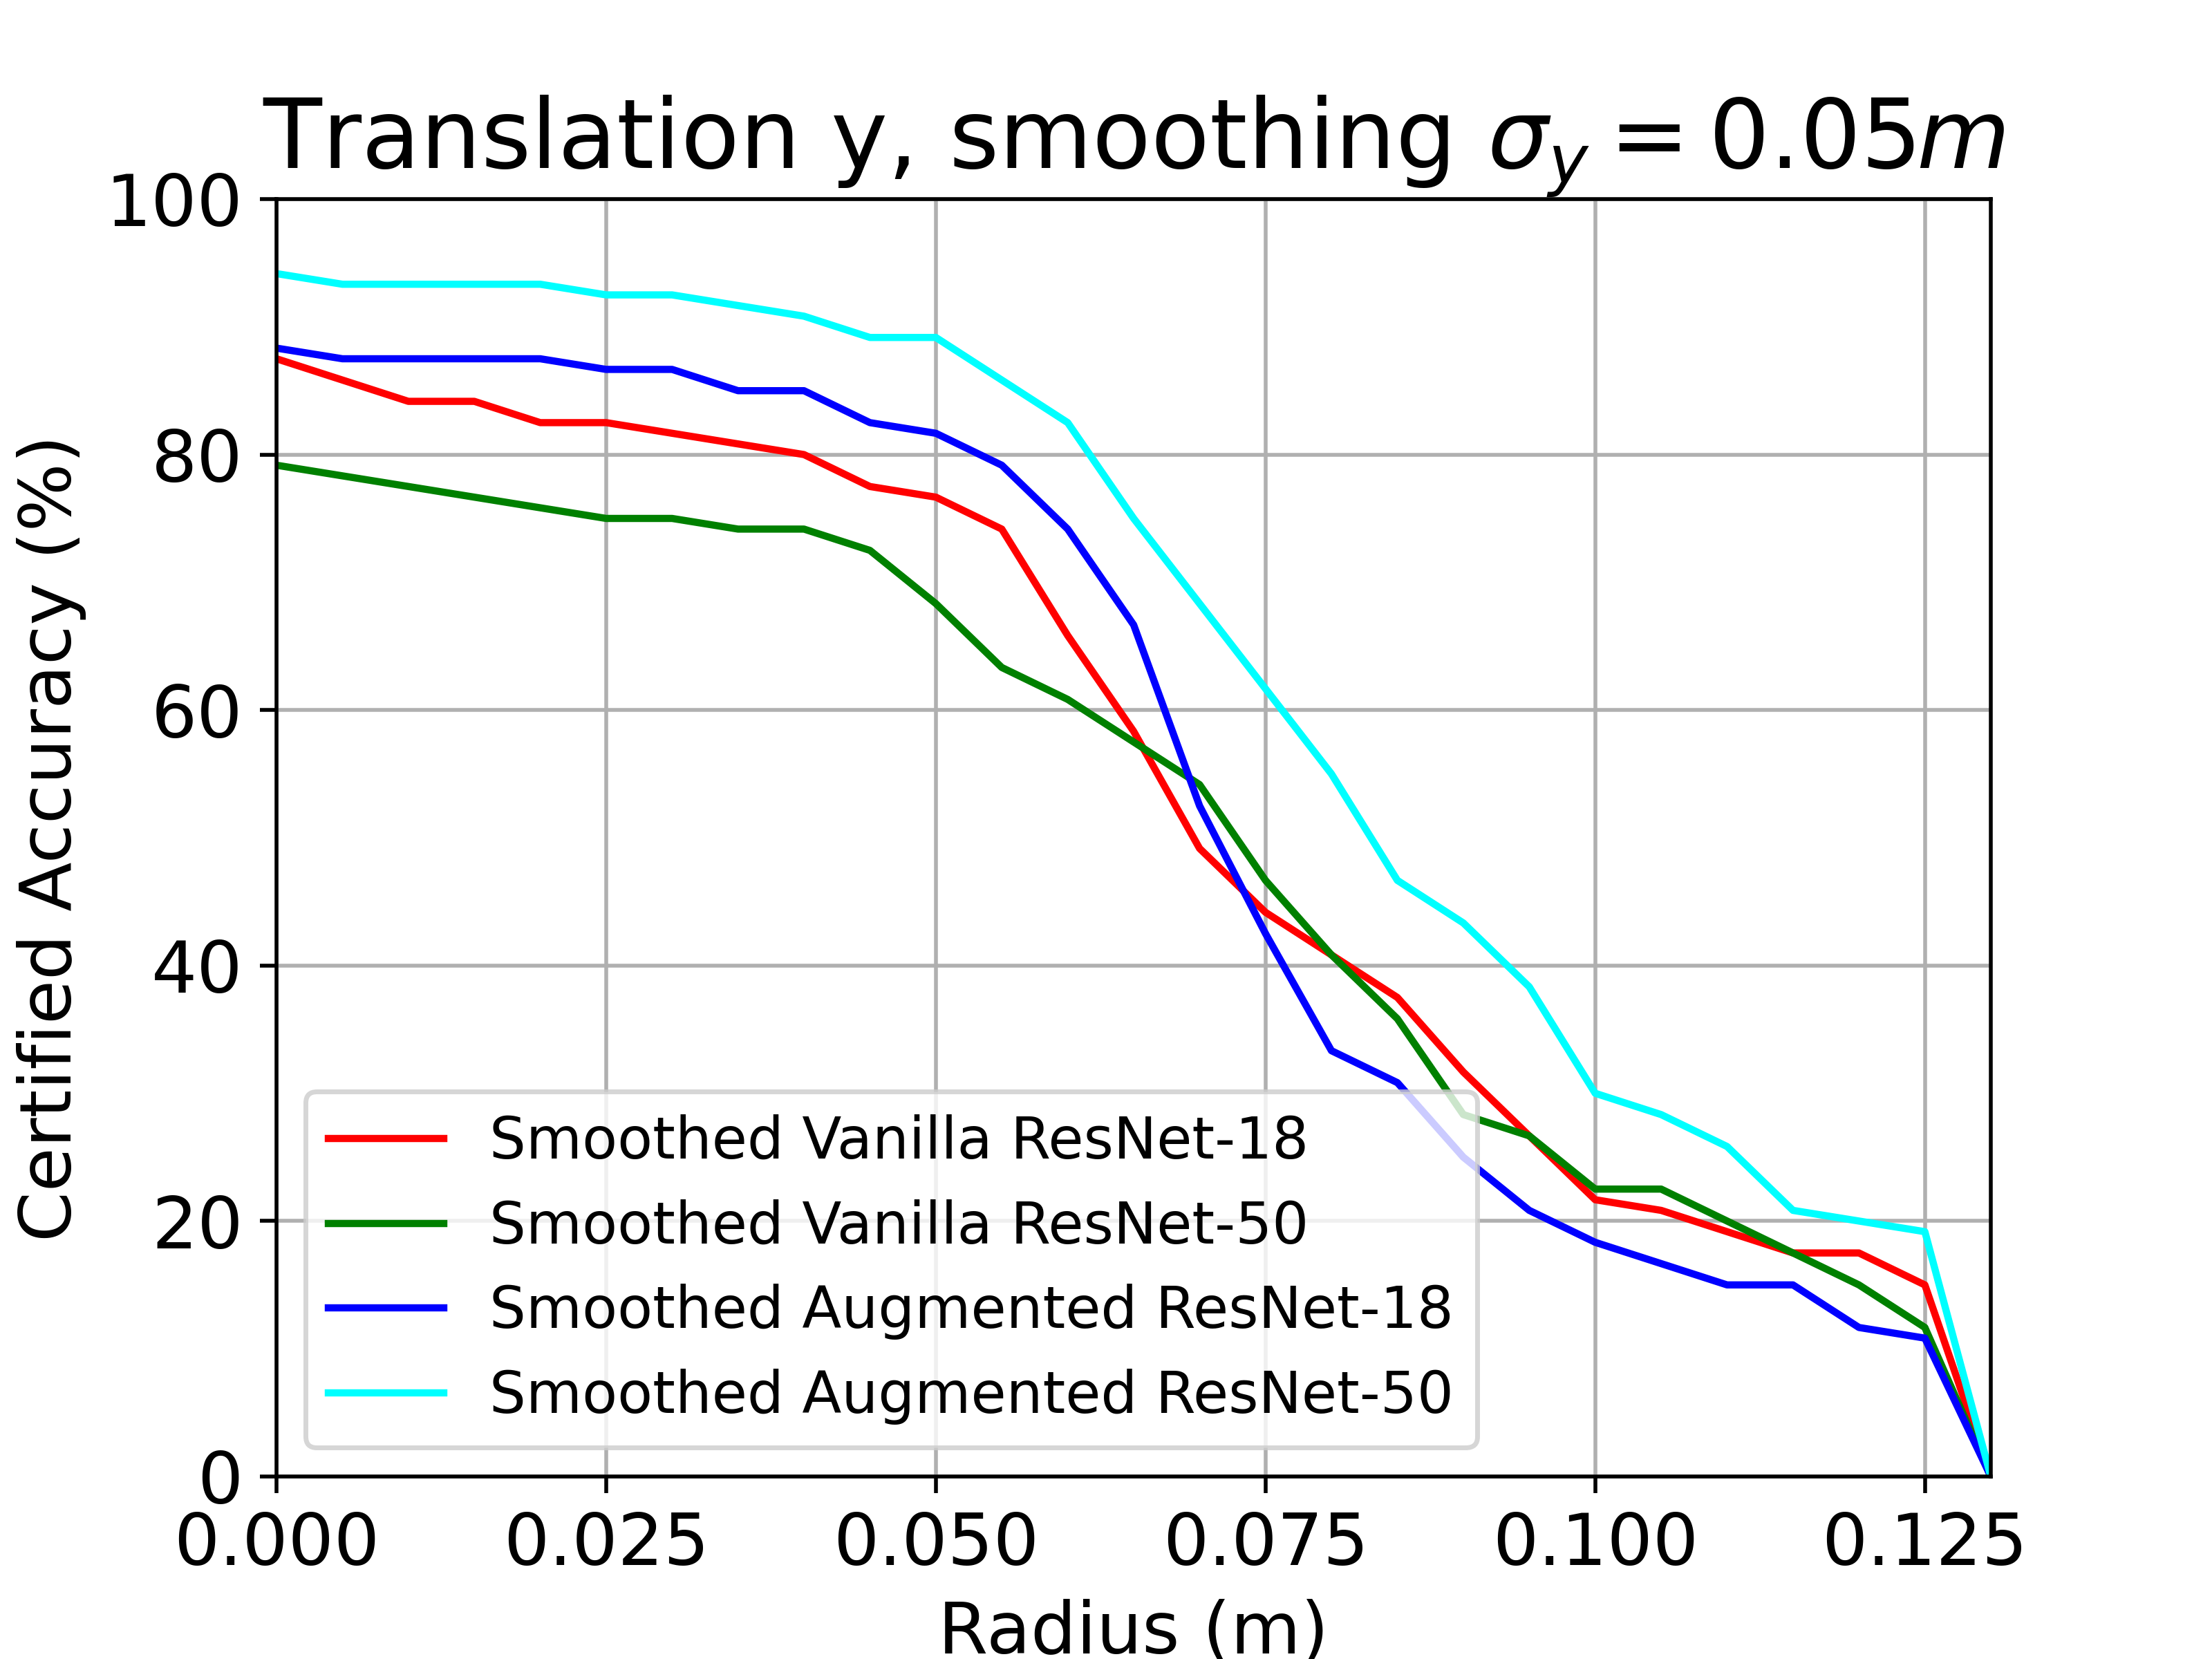 Translation y, smoothing σy = 0.05m
100
80
60
40
20
0
Certified Accuracy (%)
Smoothed Vanilla ResNet-18
Smoothed Vanilla ResNet-50
Smoothed Augmented ResNet-18
Smoothed Augmented ResNet-50
0.000 0.025 0.050 0.075 0.100 0.125
Radius (m)